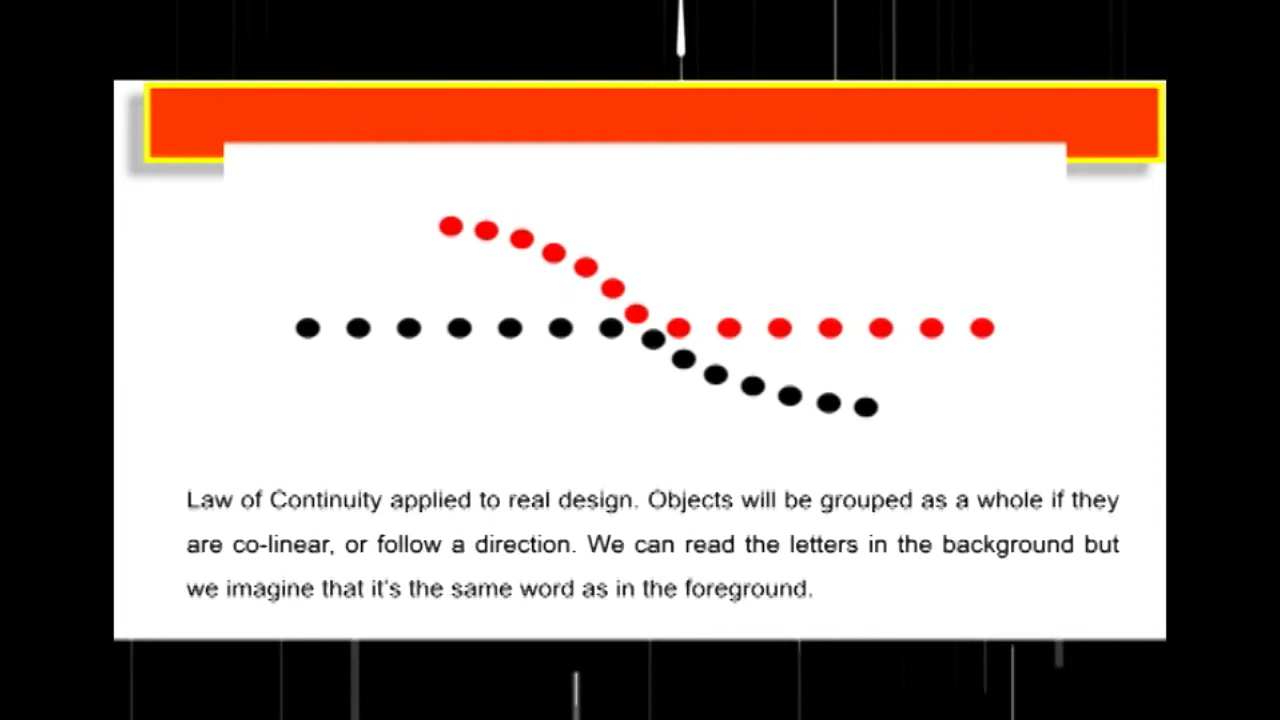 Law of Continuity applied to real design. Objects will be grouped as a whole if they
are co-linear, or follow a direction. We can read the letters in the background but
we imagine that it's the same word as in the foreground.